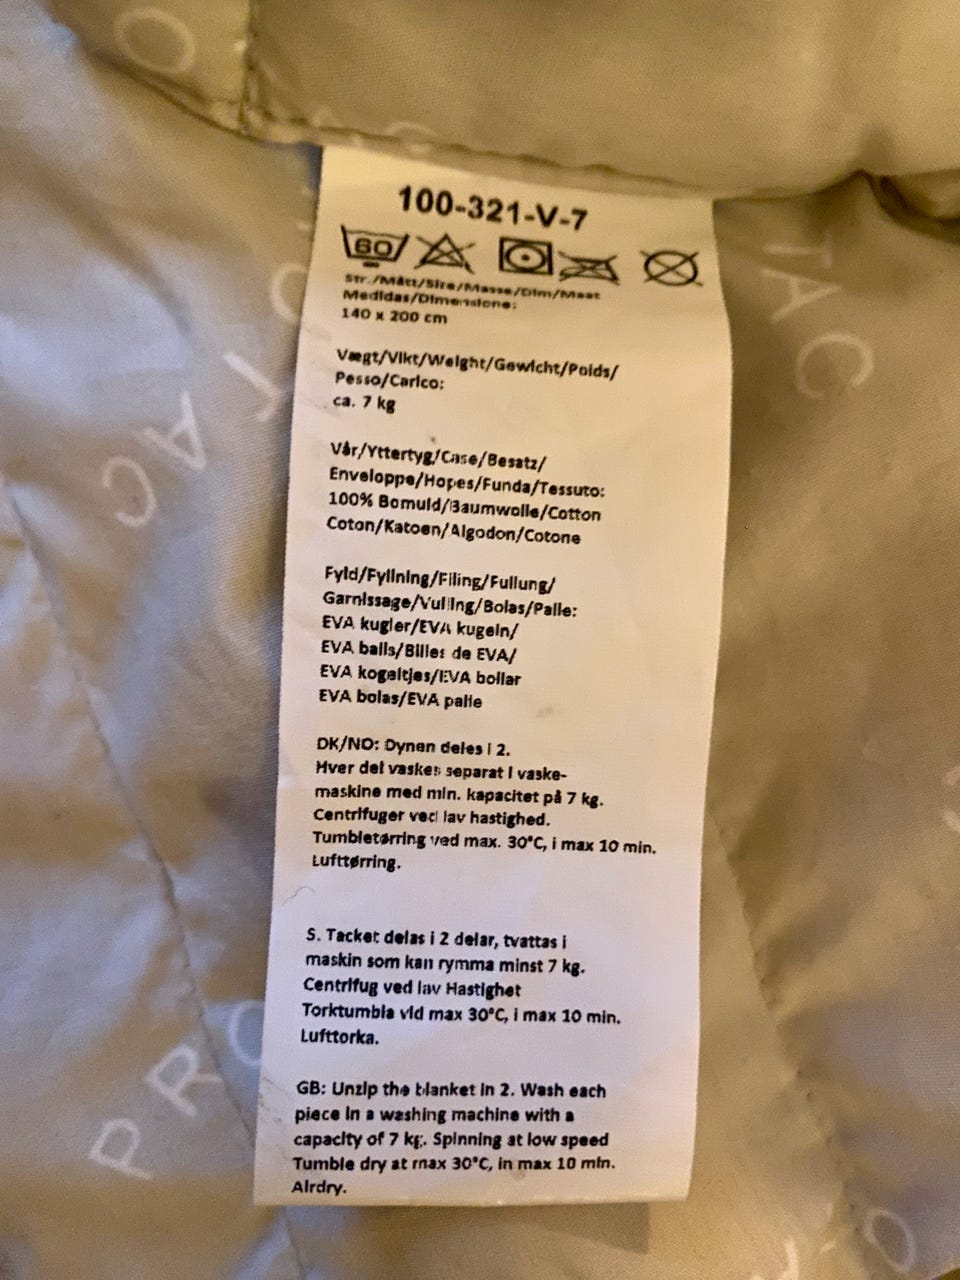 100-321-V-7
60
Str./Mått/Sire/Masse/Dim/Maat
Medidas/Dimensione:
140 x 200 cm
Vægt/Vikt/Weight/Gewicht/Poids/
Pesso/Carico:
ca. 7 kg
Vår/Yttertyg/Case/Besatz/
Enveloppe/Hopes/Funda/Tessuto:
100% Bomuld/Baumwolle/Cotton
Coton/Katoen/Algodon/Cotone
Fyld/Fyllning/Filing/Fullung/
Garnissage/Vulling/Bolas/Palle:
EVA kugler/EVA kugeln/
EVA balls/Billes de EVA/
EVA kogeltjes/EVA bollar
EVA bolas/EVA palle
DK/NO: Dynen deles i 2.
Hver del vaskes separat i vaske-
maskine med min. kapacitet på 7 kg.
Centrifuger ved lav hastighed.
Tumbletørring ved max. 30°C, i max 10 min.
Lufttørring.
S. Tacket delas i 2 delar, tvattas i
maskin som kan rymma minst 7 kg.
Centrifug ved lav Hastighet
Torktumbla vid max 30°C, i max 10 min.
Lufttorka.
GB: Unzip the blanket in 2. Wash each
piece in a washing machine with a
capacity of 7 kg. Spinning at low speed
Tumble dry at max 30°C, in max 10 min.
Airdry.
TAC
TAC
PRO